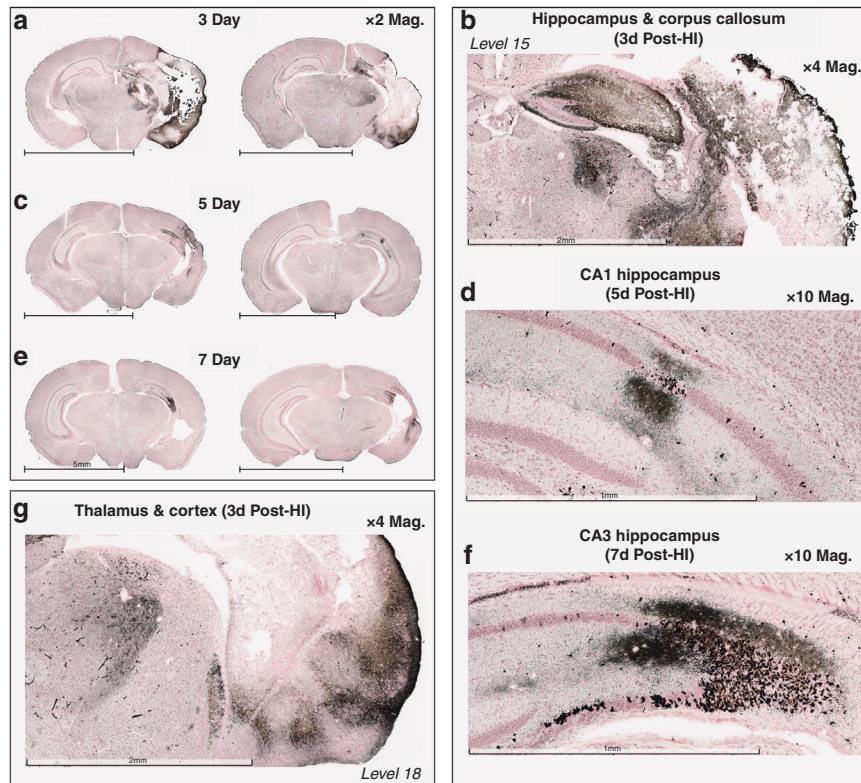 a
3 Day
×2 Mag.
c
5 Day
e
7 Day
5mm
g
Thalamus & cortex (3d Post-HI)
×4 Mag.
2mm
Level 18
b
Hippocampus & corpus callosum
(3d Post-HI)
Level 15
×4 Mag.
2mm
d
CA1 hippocampus
(5d Post-HI)
×10 Mag.
1mm
f
CA3 hippocampus
(7d Post-HI)
×10 Mag.
1mm